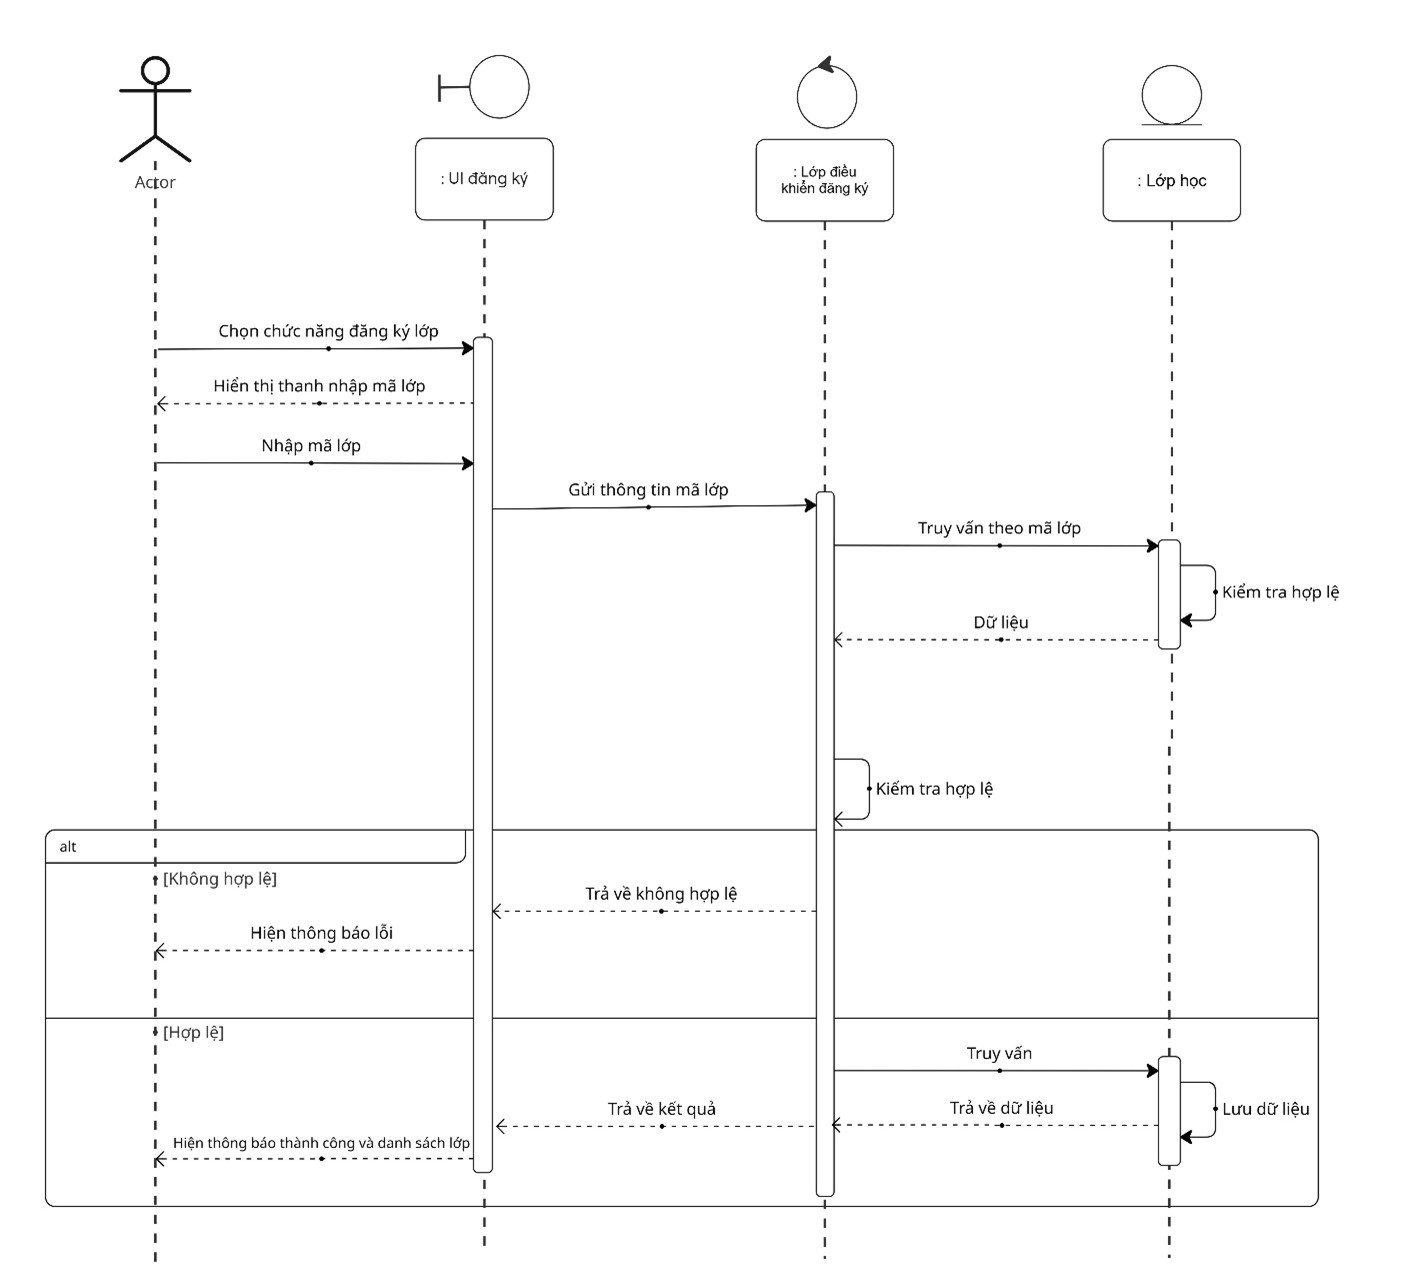 Actor
: UI đăng ký
: Lớp điều
khiển đăng ký
: Lớp học
Chọn chức năng đăng ký lớp
Hiển thị thanh nhập mã lớp
Nhập mã lớp
Gửi thông tin mã lớp
Truy vấn theo mã lớp
Kiểm tra hợp lệ
Dữ liệu
Kiểm tra hợp lệ
alt
[Không hợp lệ]
Trả về không hợp lệ
Hiện thông báo lỗi
[Hợp lệ]
Truy vấn
Lưu dữ liệu
Trả về dữ liệu
Trả về kết quả
Hiện thông báo thành công và danh sách lớp